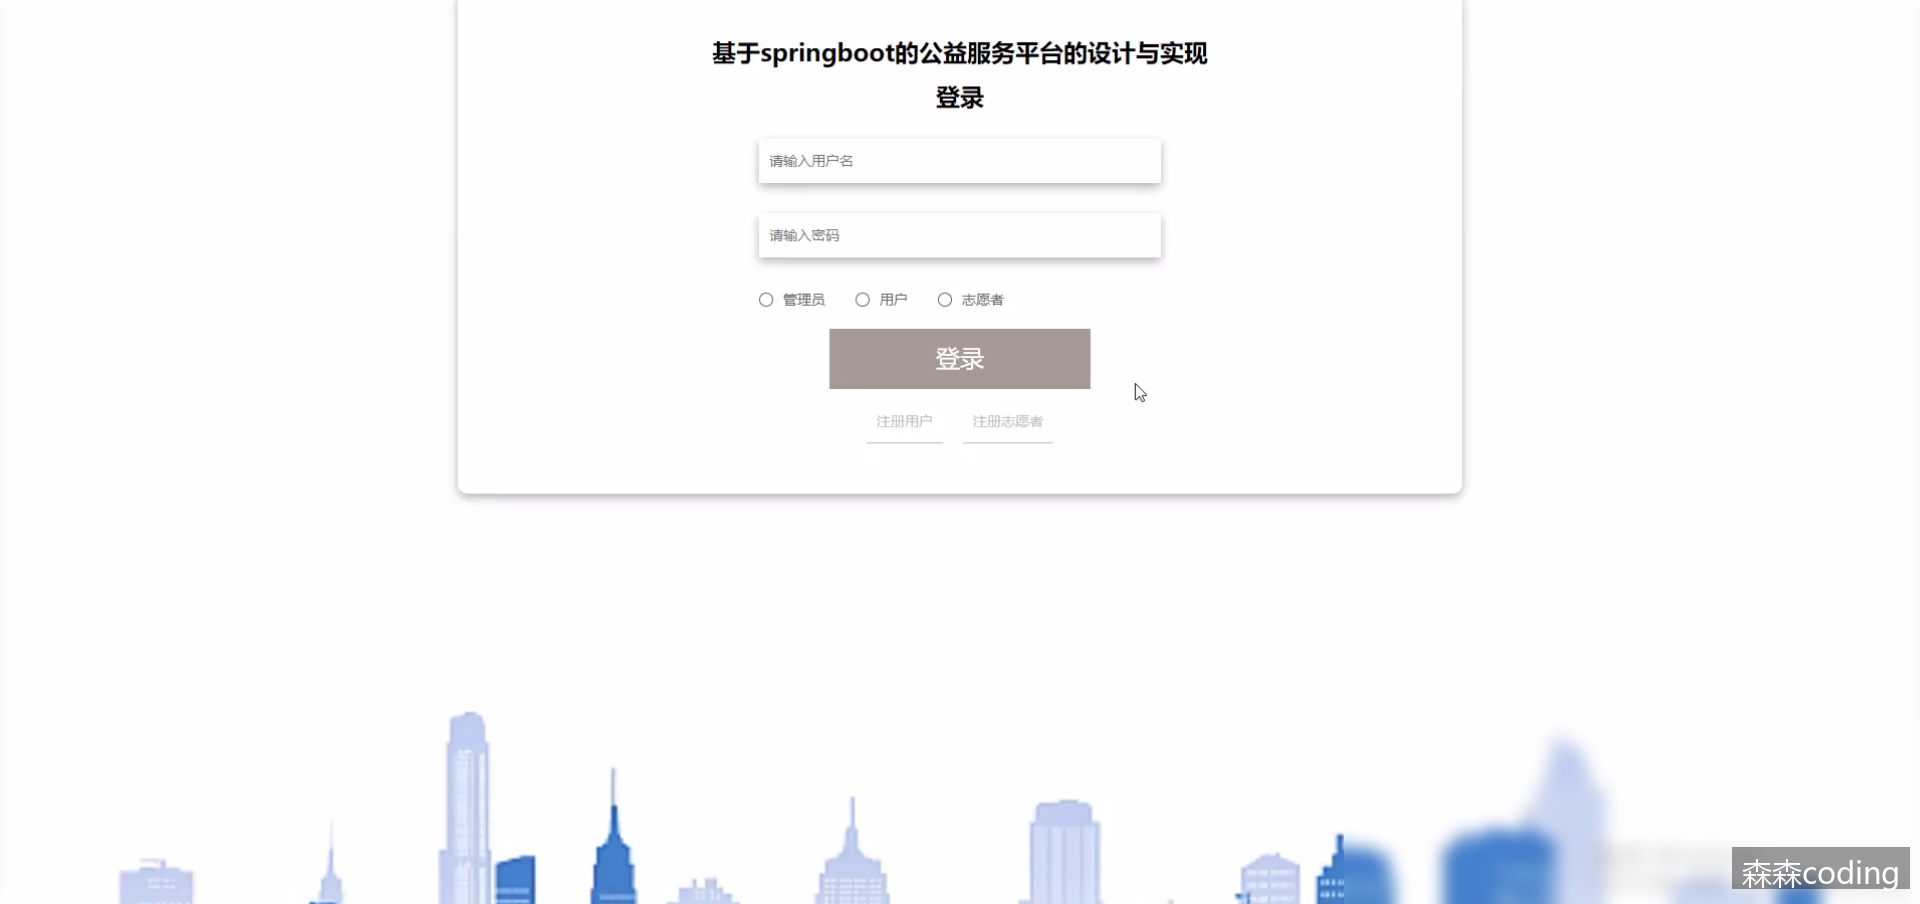 基于springboot的公益服务平台的设计与实现
登录
请输入用户名
请输入密码
管理员 用户 志愿者
登录
注册用户 注册志愿者
森森coding